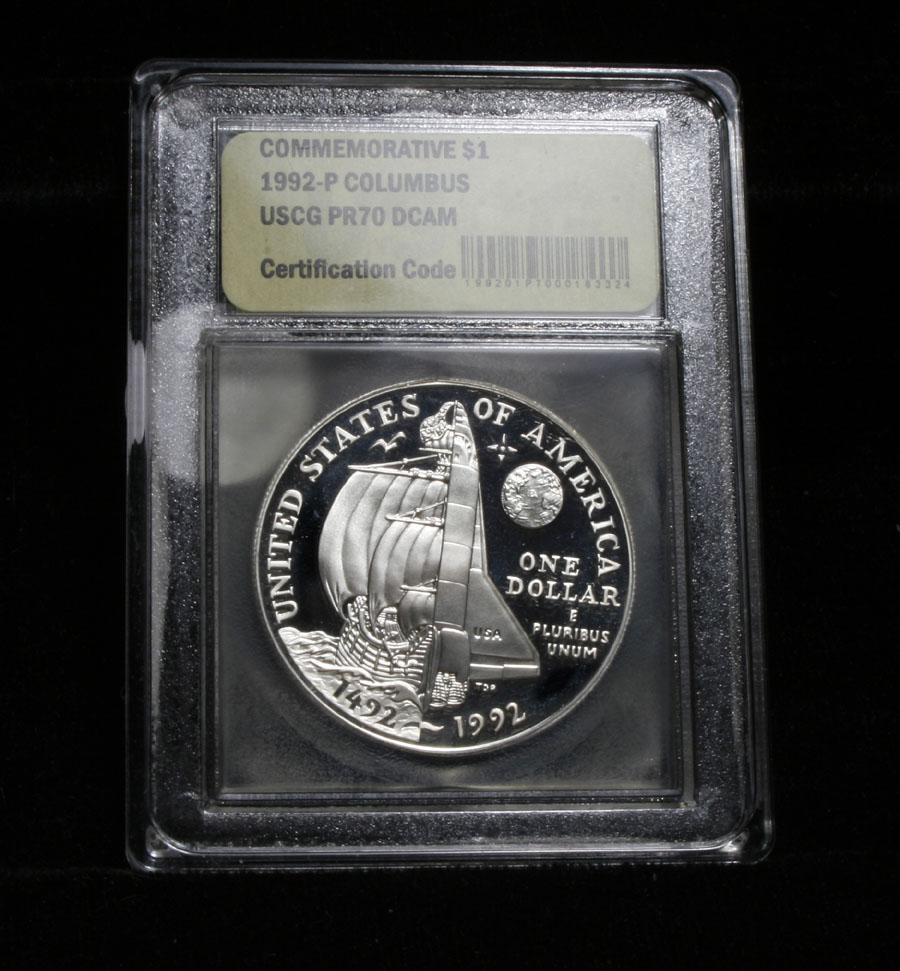 COMMEMORATIVE $1
1992-P COLUMBUS
USCG PR70 DCAM
Certification Code
199201P7000183324
UNITED STATES OF AMERICA
ONE
DOLLAR
E
PLURIBUS
UNUM
USA
1492 ~ 1992